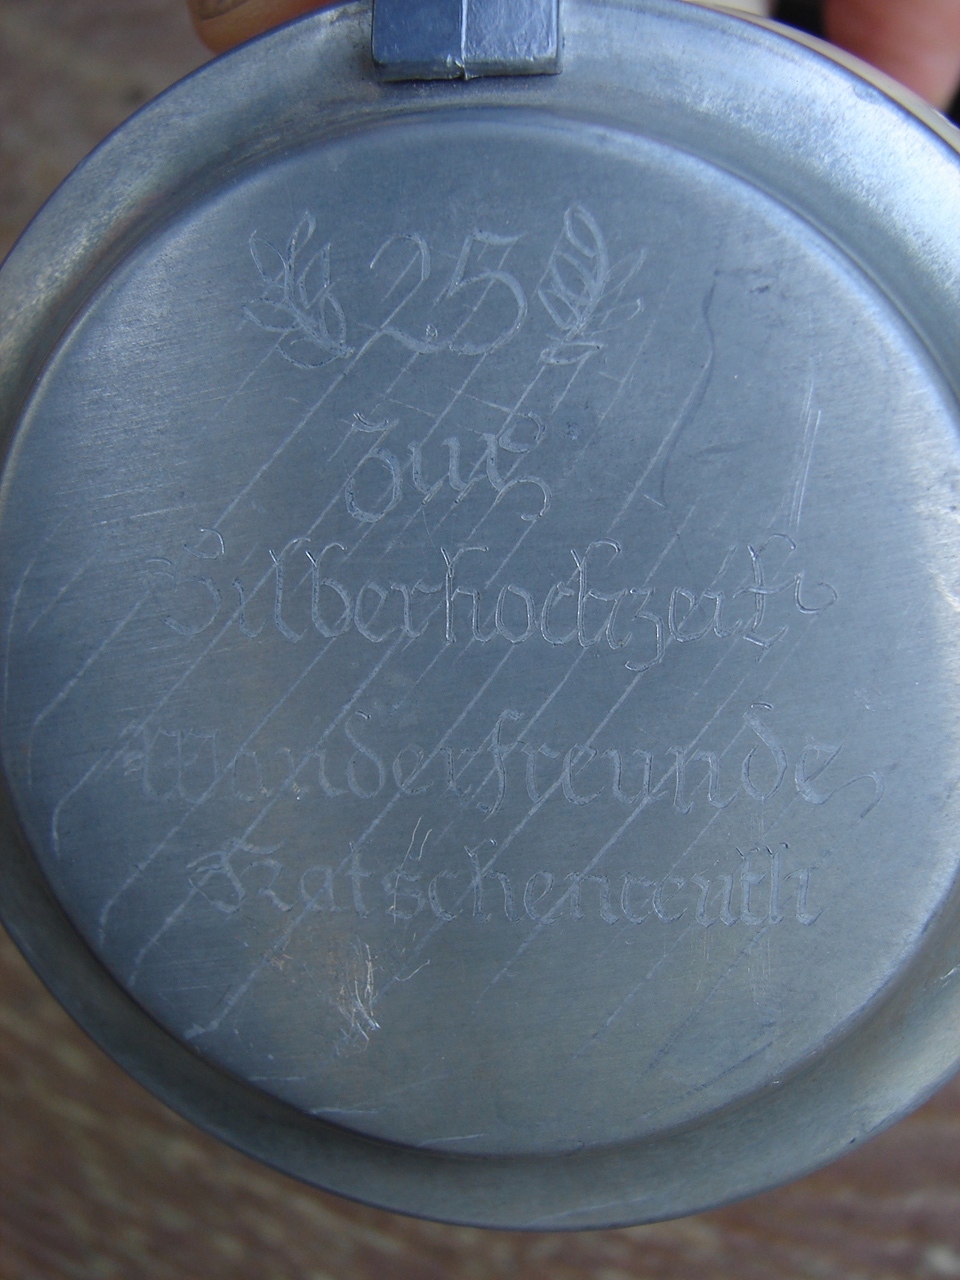 25
zur
Silberhochzeit
Wanderfreunde
Katschenreuth